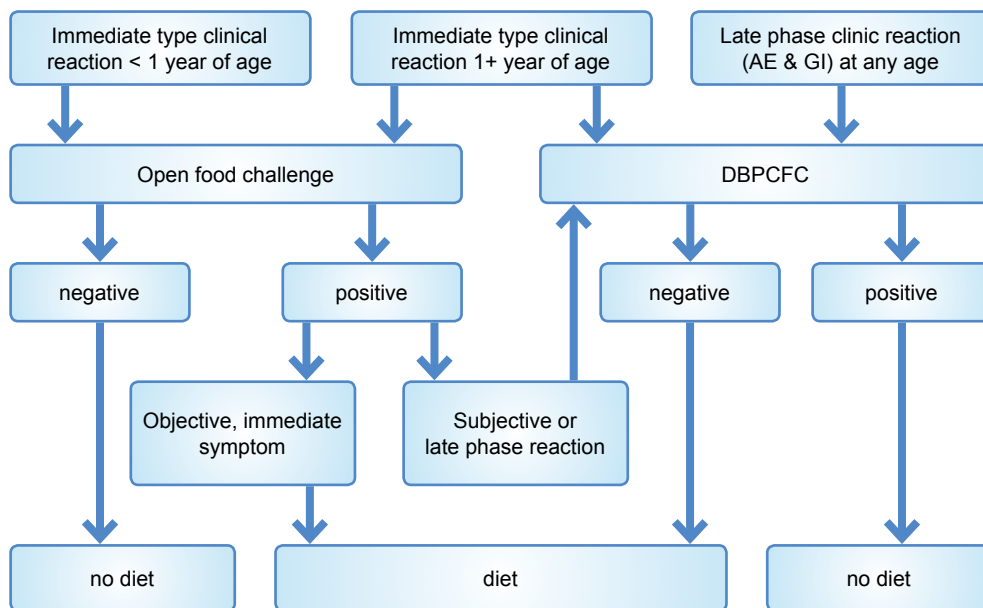 Immediate type clinical
reaction < 1 year of age
Immediate type clinical
reaction 1+ year of age
Late phase clinic reaction
(AE & GI) at any age
Open food challenge
DBPCFC
negative
positive
negative
positive
Objective, immediate
symptom
Subjective or
late phase reaction
no diet
diet
no diet